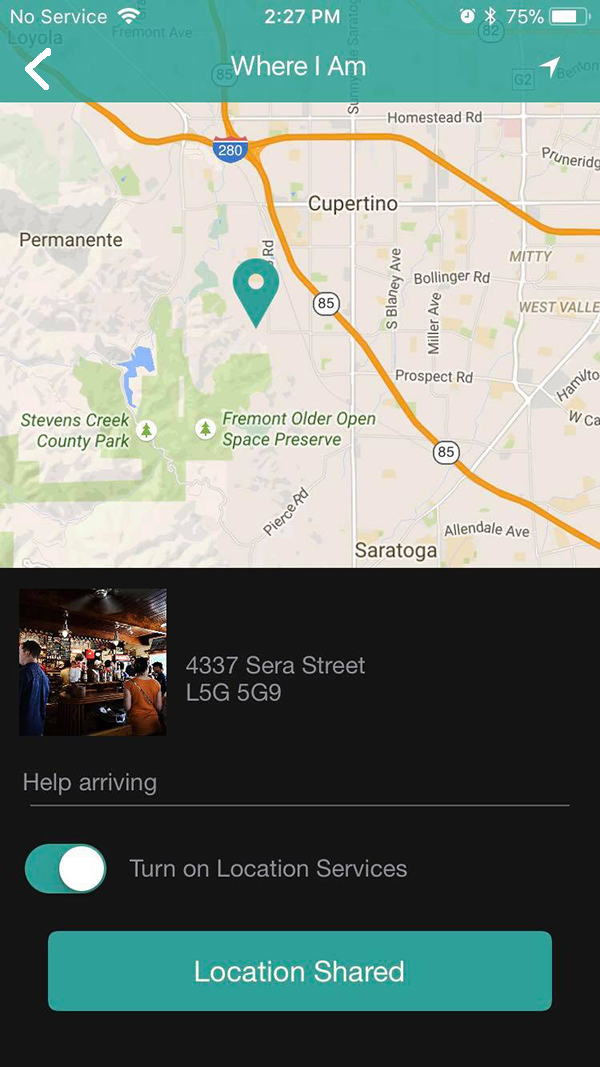 No Service 2:27 PM 75%
Loyola
Fremont Ave
82
85
Where I Am
G2
Homestead Rd
280
Cupertino
Permanente
MITTY
Bollinger Rd
S Blaney Ave
Miller Ave
85
WEST VALLE
Prospect Rd
Stevens Creek
County Park
Fremont Older Open
Space Preserve
W Ca
85
Pierce Rd
Allendale Ave
Saratoga
4337 Sera Street
L5G 5G9
Help arriving
Turn on Location Services
Location Shared